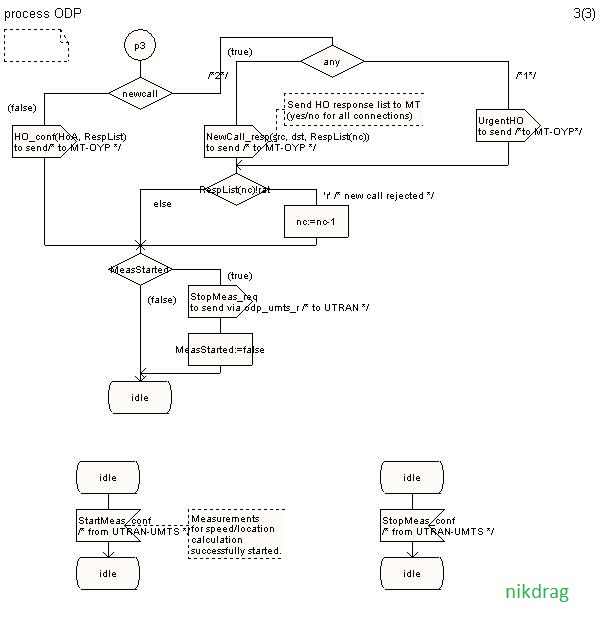 process ODP
3(3)
p3
(true)
any
/*2*/
/*1*/
newcall
(false)
Send HO response list to MT
(yes/no for all connections)
HO_conf(HoA, RespList)
to send/* to MT-OYP */
NewCall_resp(src, dst, RespList(nc))
to send /* to MT-OYP */
UrgentHO
to send /*to MT-OYP*/
RespList(nc)!rat
'r' /* new call rejected */
else
nc:=nc-1
MeasStarted
(true)
(false)
StopMeas_req
to send via odp_umts_r /* to UTRAN */
MeasStarted:=false
idle
idle
idle
StartMeas_conf
/* from UTRAN-UMTS */
Measurements
for speed/location
calculation
successfully started.
StopMeas_conf
/* from UTRAN-UMTS */
idle
idle
nikdrag